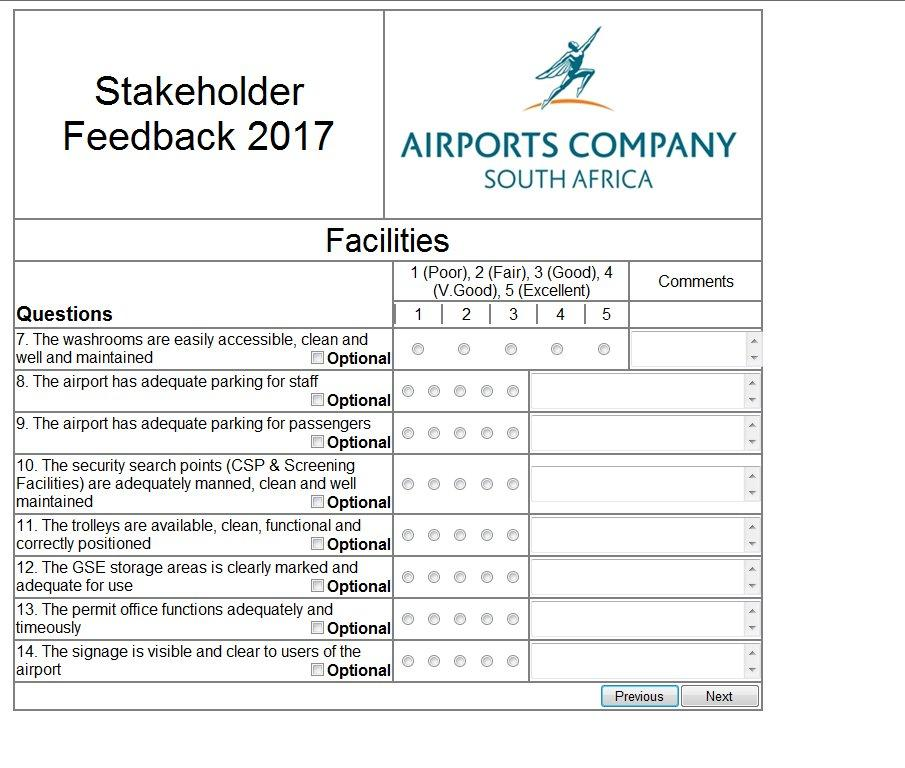 Stakeholder
Feedback 2017
AIRPORTS COMPANY
SOUTH AFRICA
Facilities
Questions
1 (Poor), 2 (Fair), 3 (Good), 4
(V.Good), 5 (Excellent)
Comments
1 2 3 4 5
7. The washrooms are easily accessible, clean and
well and maintained Optional
8. The airport has adequate parking for staff
Optional
9. The airport has adequate parking for passengers
Optional
10. The security search points (CSP & Screening
Facilities) are adequately manned, clean and well
maintained Optional
11. The trolleys are available, clean, functional and
correctly positioned Optional
12. The GSE storage areas is clearly marked and
adequate for use Optional
13. The permit office functions adequately and
timeously Optional
14. The signage is visible and clear to users of the
airport Optional
Previous Next